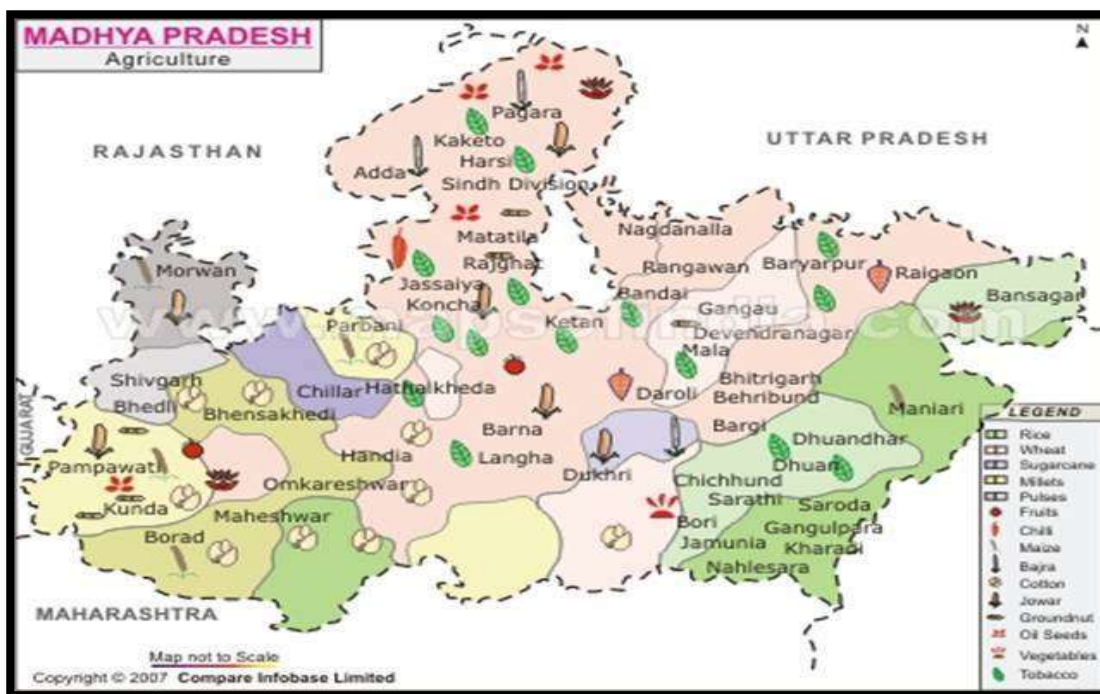 MADHYA PRADESH
Agriculture
N
RAJASTHAN
UTTAR PRADESH
GUJARAT
MAHARASHTRA
Pagara
Kaketo
Harsi
Adda
Sindh Division
Matatila
Nagdanalla
Rajghat
Rangawan
Baryarpur
Raigaon
Morwan
Jassaiya
Bandai
Bansagar
Koncha
Gangau
Parbani
Ketan
Devendranagar
Mala
Shivgarh
Chillar
Hathalkheda
Daroli
Bhitrigarh
Bhedli
Bhensakhedi
Behribund
Maniari
Barna
Bargi
Dhuandhar
Pampawati
Handia
Langha
Dukhri
Dhuan
Omkareshwar
Chichhund
Kunda
Sarathi
Saroda
Maheshwar
Bori
Gangulpara
Borad
Jamunia
Kharadi
Nahlesara
LEGEND
Rice
Wheat
Sugarcane
Millets
Pulses
Fruits
Chilli
Maize
Bajra
Cotton
Jowar
Groundnut
Oil Seeds
Vegetables
Tobacco
Map not to Scale
Copyright © 2007 Compare Infobase Limited